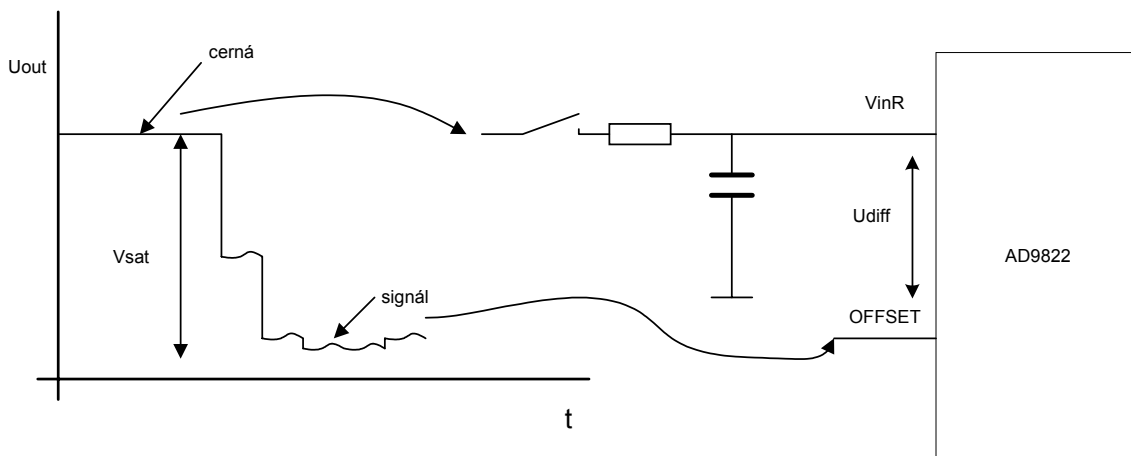 cerná
Uout
VinR
Vsat
Udiff
AD9822
signál
OFFSET
t